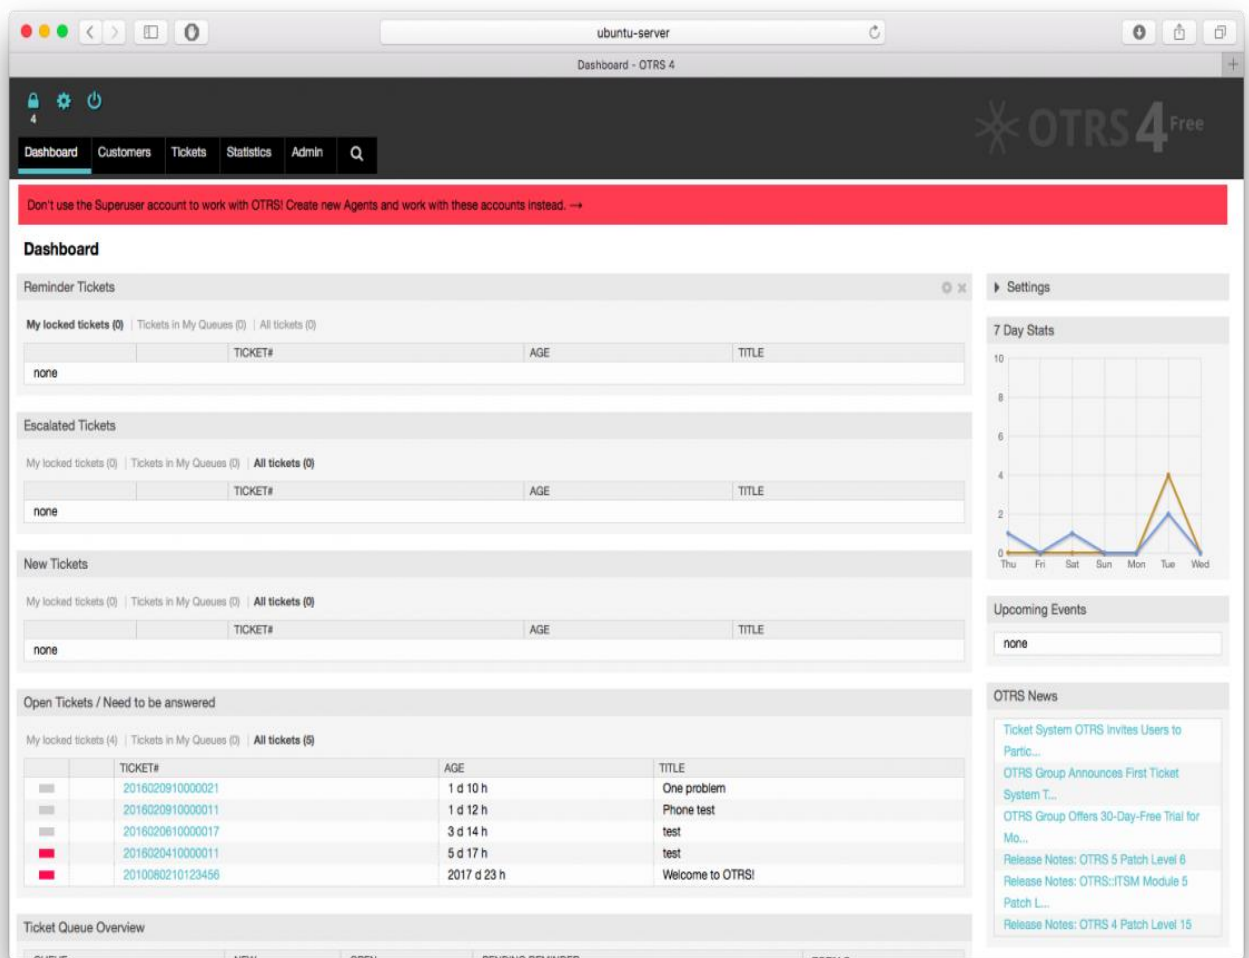 ubuntu-server
Dashboard - OTRS 4
4
OTRS 4 Free
Dashboard Customers Tickets Statistics Admin
Don't use the Superuser account to work with OTRS! Create new Agents and work with these accounts instead. →
Dashboard
Reminder Tickets
My locked tickets (0) | Tickets in My Queues (0) | All tickets (0)
TICKET# AGE TITLE
none
Escalated Tickets
My locked tickets (0) | Tickets in My Queues (0) | All tickets (0)
TICKET# AGE TITLE
none
New Tickets
My locked tickets (0) | Tickets in My Queues (0) | All tickets (0)
TICKET# AGE TITLE
none
Open Tickets / Need to be answered
My locked tickets (4) | Tickets in My Queues (0) | All tickets (5)
TICKET# AGE TITLE
2016020910000021 1 d 10 h One problem
2016020910000011 1 d 12 h Phone test
2016020610000017 3 d 14 h test
2016020410000011 5 d 17 h test
2010080210123456 2017 d 23 h Welcome to OTRS!
Ticket Queue Overview
Settings
7 Day Stats
10
8
6
4
2
0
Thu Fri Sat Sun Mon Tue Wed
Upcoming Events
none
OTRS News
Ticket System OTRS Invites Users to
Partic...
OTRS Group Announces First Ticket
System T...
OTRS Group Offers 30-Day-Free Trial for
Mo...
Release Notes: OTRS 5 Patch Level 6
Release Notes: OTRS::ITSM Module 5
Patch L...
Release Notes: OTRS 4 Patch Level 15